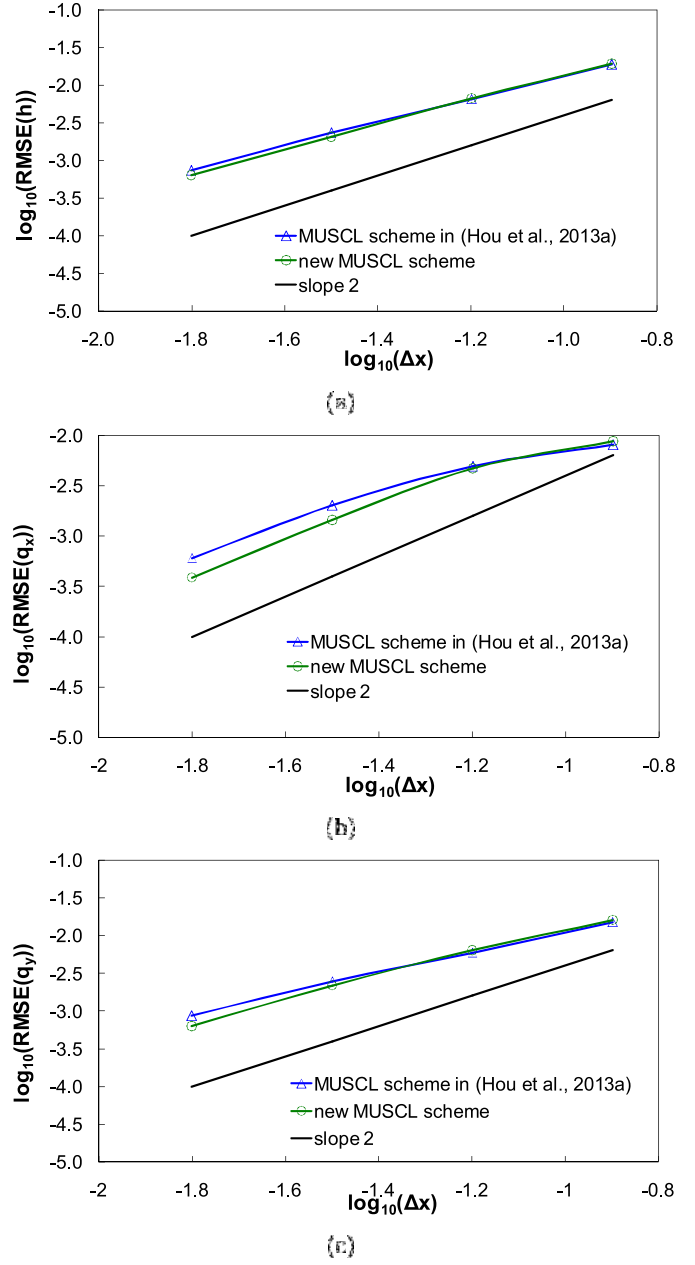 -1.0
-1.5
-2.0
-2.5
-3.0
-3.5
-4.0
-4.5
-5.0
log10(RMSE(h))
MUSCL scheme in (Hou et al., 2013a)
new MUSCL scheme
slope 2
-2.0 -1.8 -1.6 -1.4 -1.2 -1.0 -0.8
log10(Δx)
(a)
-2.0
-2.5
-3.0
-3.5
-4.0
-4.5
-5.0
log10(RMSE(qx))
MUSCL scheme in (Hou et al., 2013a)
new MUSCL scheme
slope 2
-2 -1.8 -1.6 -1.4 -1.2 -1 -0.8
log10(Δx)
(b)
-1.0
-1.5
-2.0
-2.5
-3.0
-3.5
-4.0
-4.5
-5.0
log10(RMSE(qy))
MUSCL scheme in (Hou et al., 2013a)
new MUSCL scheme
slope 2
-2 -1.8 -1.6 -1.4 -1.2 -1 -0.8
log10(Δx)
(c)